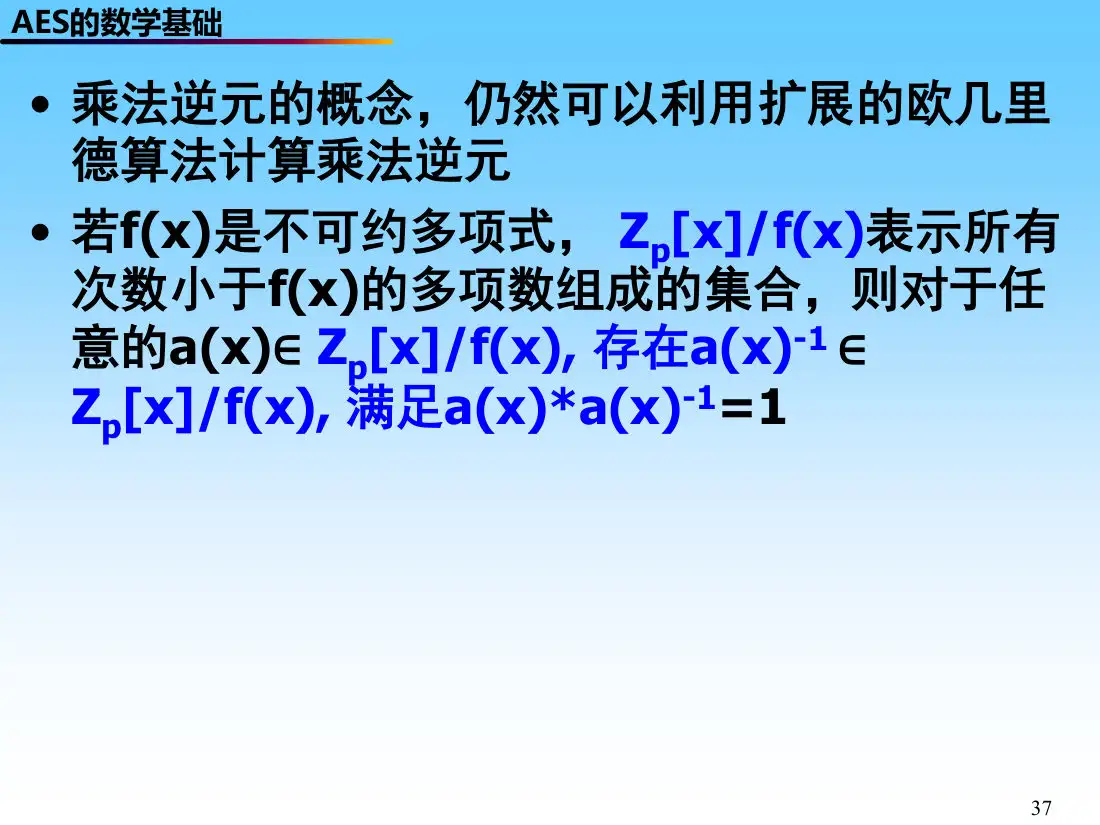 AES的数学基础
• 乘法逆元的概念，仍然可以利用扩展的欧几里
德算法计算乘法逆元
• 若f(x)是不可约多项式， Zp[x]/f(x)表示所有
次数小于f(x)的多项数组成的集合，则对于任
意的a(x)∈ Zp[x]/f(x), 存在a(x)-1 ∈
Zp[x]/f(x), 满足a(x)*a(x)-1=1
37